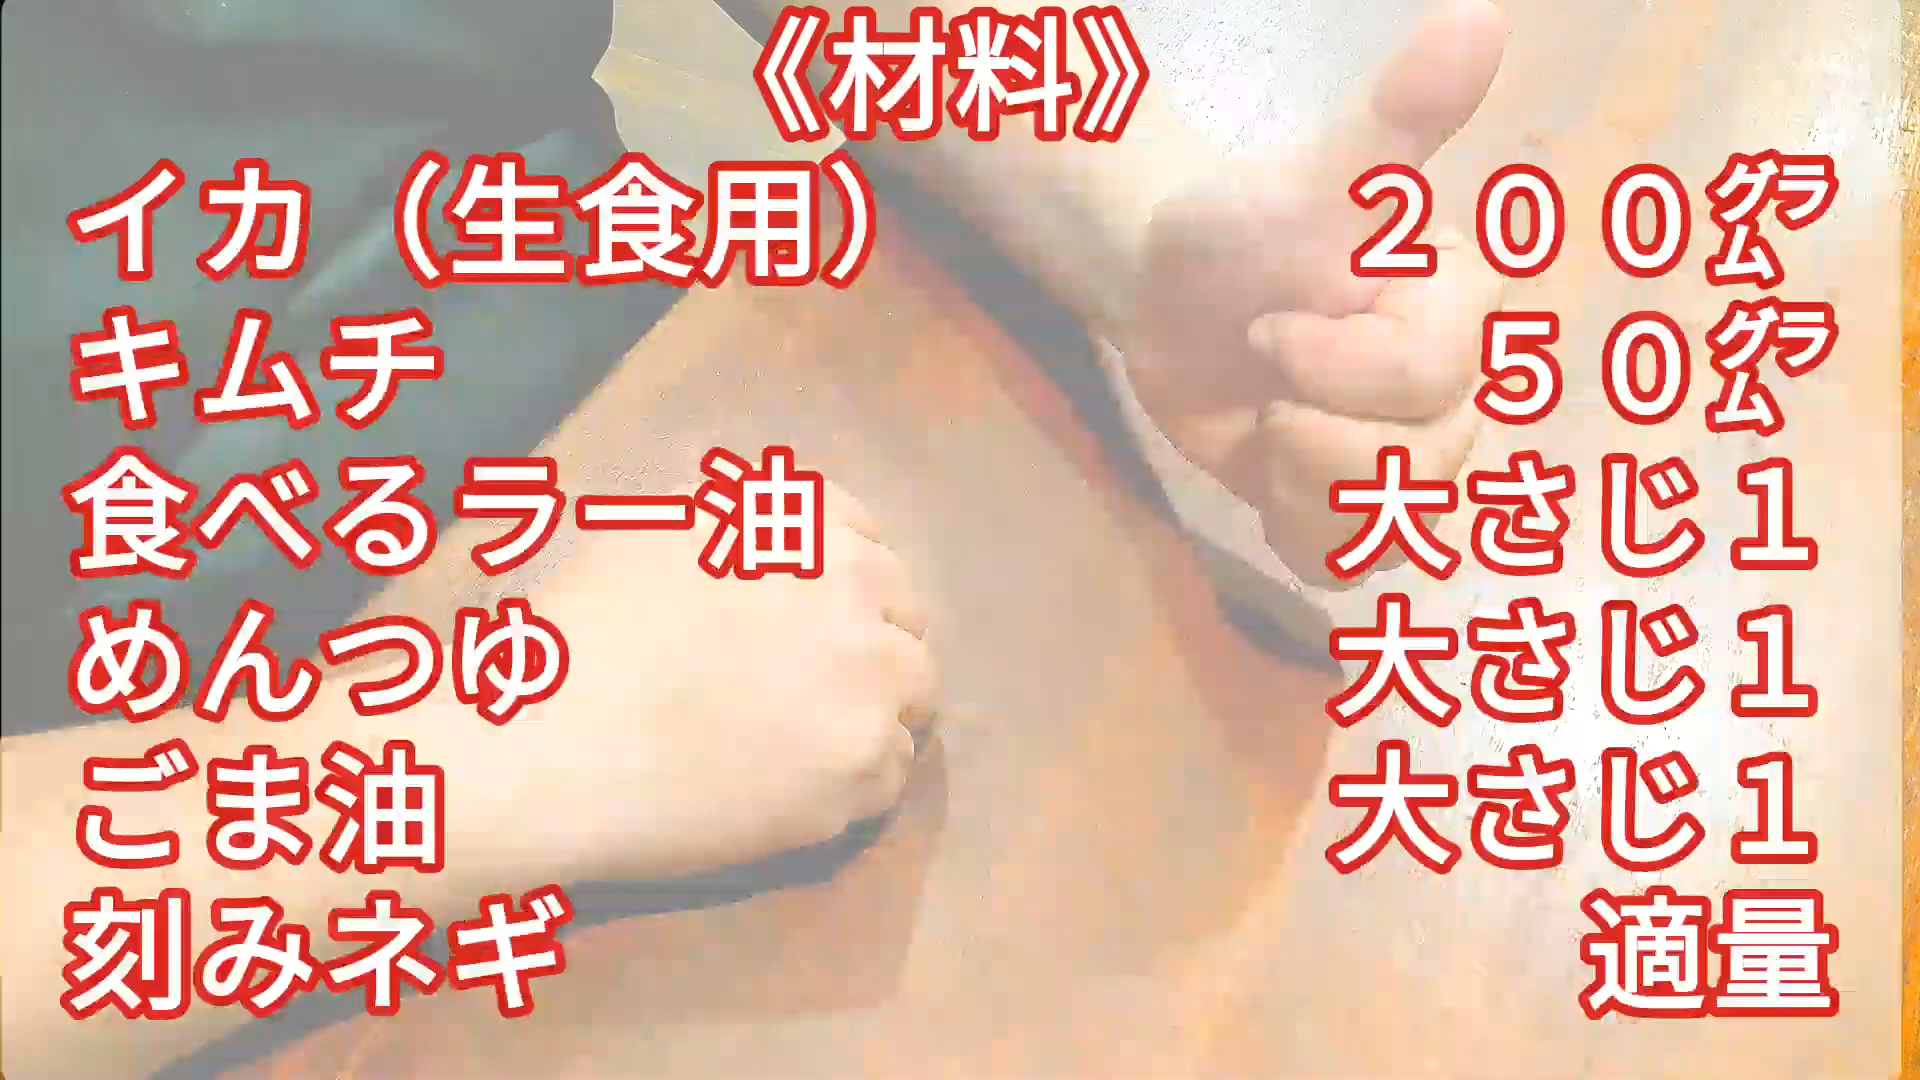 《材料》
イカ（生食用） ２００㌘
キムチ ５０㌘
食べるラー油 大さじ１
めんつゆ 大さじ１
ごま油 大さじ１
刻みネギ 適量